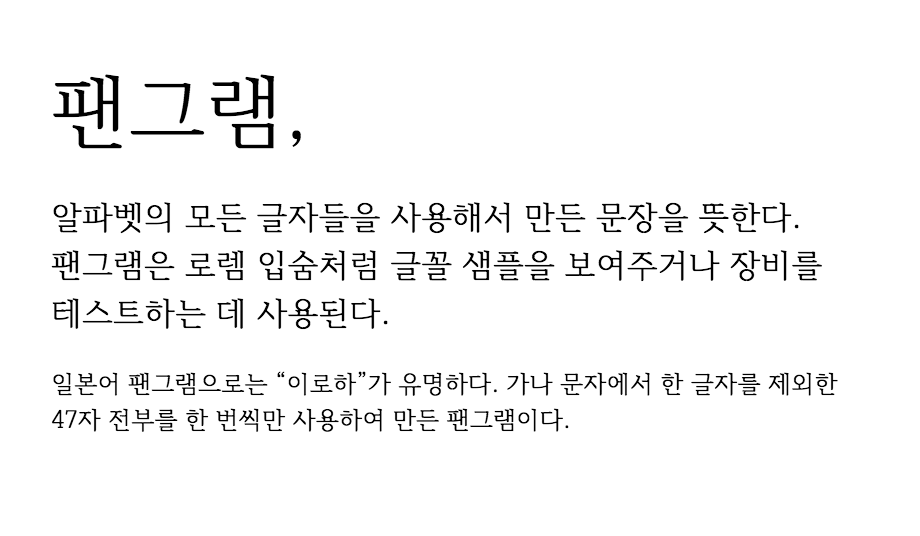 팬그램,
알파벳의 모든 글자들을 사용해서 만든 문장을 뜻한다.
팬그램은 로렘 입숨처럼 글꼴 샘플을 보여주거나 장비를
테스트하는 데 사용된다.
일본어 팬그램으로는 “이로하”가 유명하다. 가나 문자에서 한 글자를 제외한
47자 전부를 한 번씩만 사용하여 만든 팬그램이다.